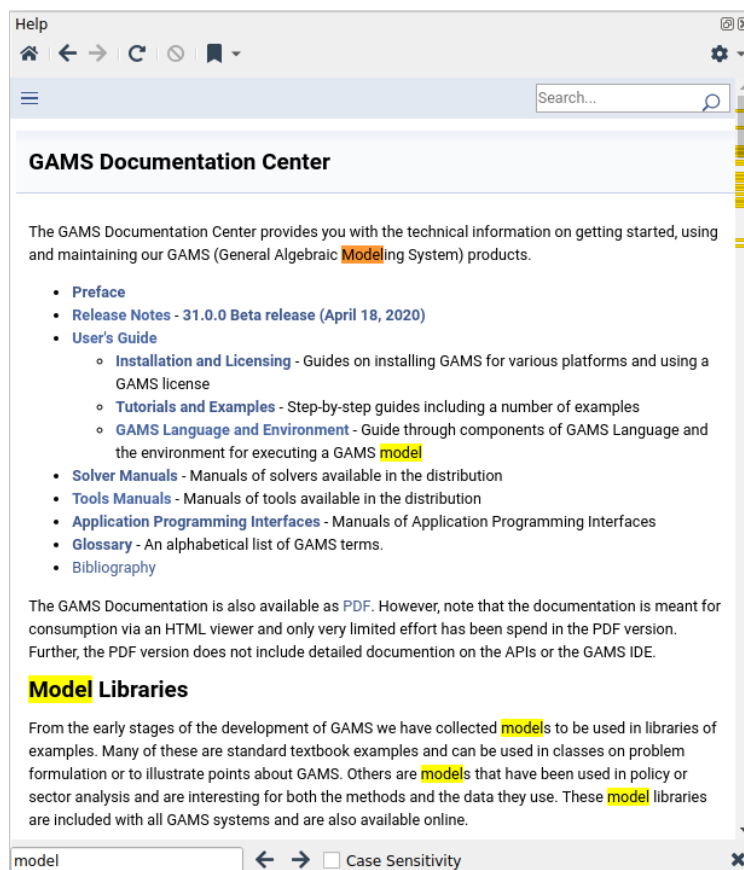 Help
Search...
GAMS Documentation Center
The GAMS Documentation Center provides you with the technical information on getting started, using
and maintaining our GAMS (General Algebraic Modeling System) products.
• Preface
• Release Notes - 31.0.0 Beta release (April 18, 2020)
• User's Guide
◦ Installation and Licensing - Guides on installing GAMS for various platforms and using a
GAMS license
◦ Tutorials and Examples - Step-by-step guides including a number of examples
◦ GAMS Language and Environment - Guide through components of GAMS Language and
the environment for executing a GAMS model
• Solver Manuals - Manuals of solvers available in the distribution
• Tools Manuals - Manuals of tools available in the distribution
• Application Programming Interfaces - Manuals of Application Programming Interfaces
• Glossary - An alphabetical list of GAMS terms.
• Bibliography
The GAMS Documentation is also available as PDF. However, note that the documentation is meant for
consumption via an HTML viewer and only very limited effort has been spend in the PDF version.
Further, the PDF version does not include detailed documention on the APIs or the GAMS IDE.
Model Libraries
From the early stages of the development of GAMS we have collected models to be used in libraries of
examples. Many of these are standard textbook examples and can be used in classes on problem
formulation or to illustrate points about GAMS. Others are models that have been used in policy or
sector analysis and are interesting for both the methods and the data they use. These model libraries
are included with all GAMS systems and are also available online.
model
Case Sensitivity